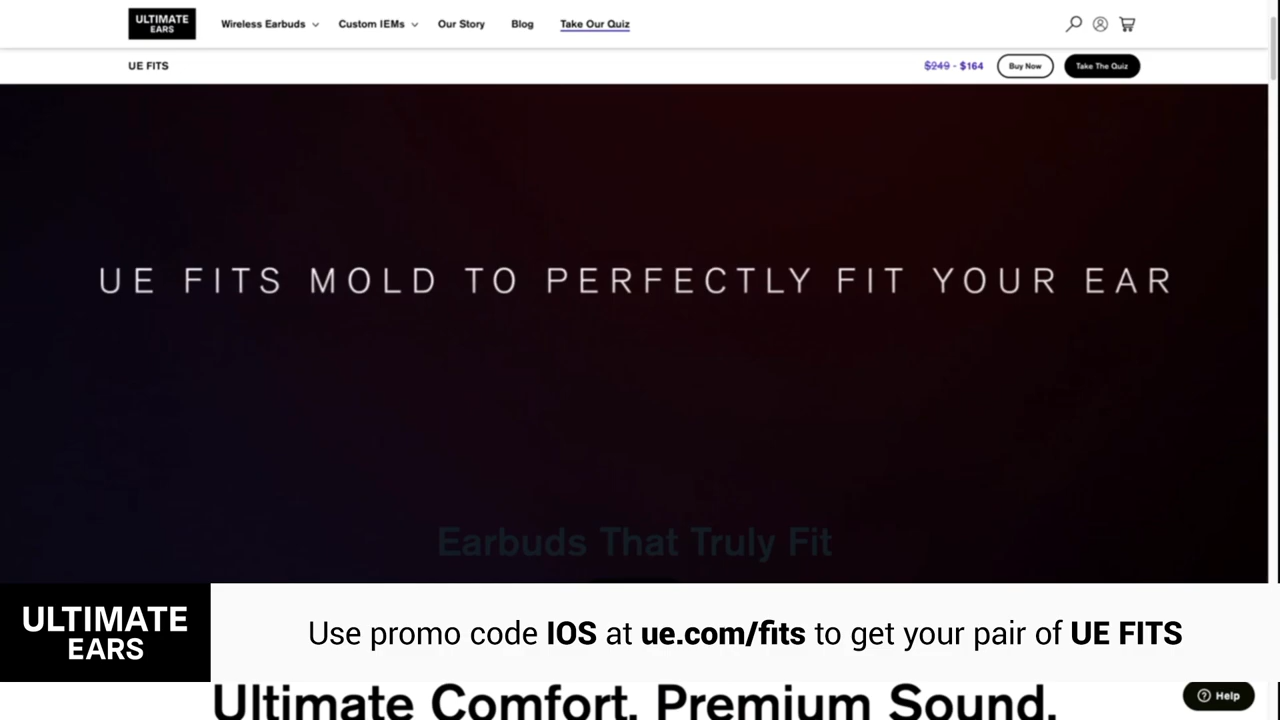 ULTIMATE
EARS
Wireless Earbuds
Custom IEMs
Our Story
Blog
Take Our Quiz
UE FITS
$249 - $164
Buy Now
Take The Quiz
UE FITS MOLD TO PERFECTLY FIT YOUR EAR
Earbuds That Truly Fit
ULTIMATE
EARS
Use promo code IOS at ue.com/fits to get your pair of UE FITS
Ultimate Comfort. Premium Sound.
Help